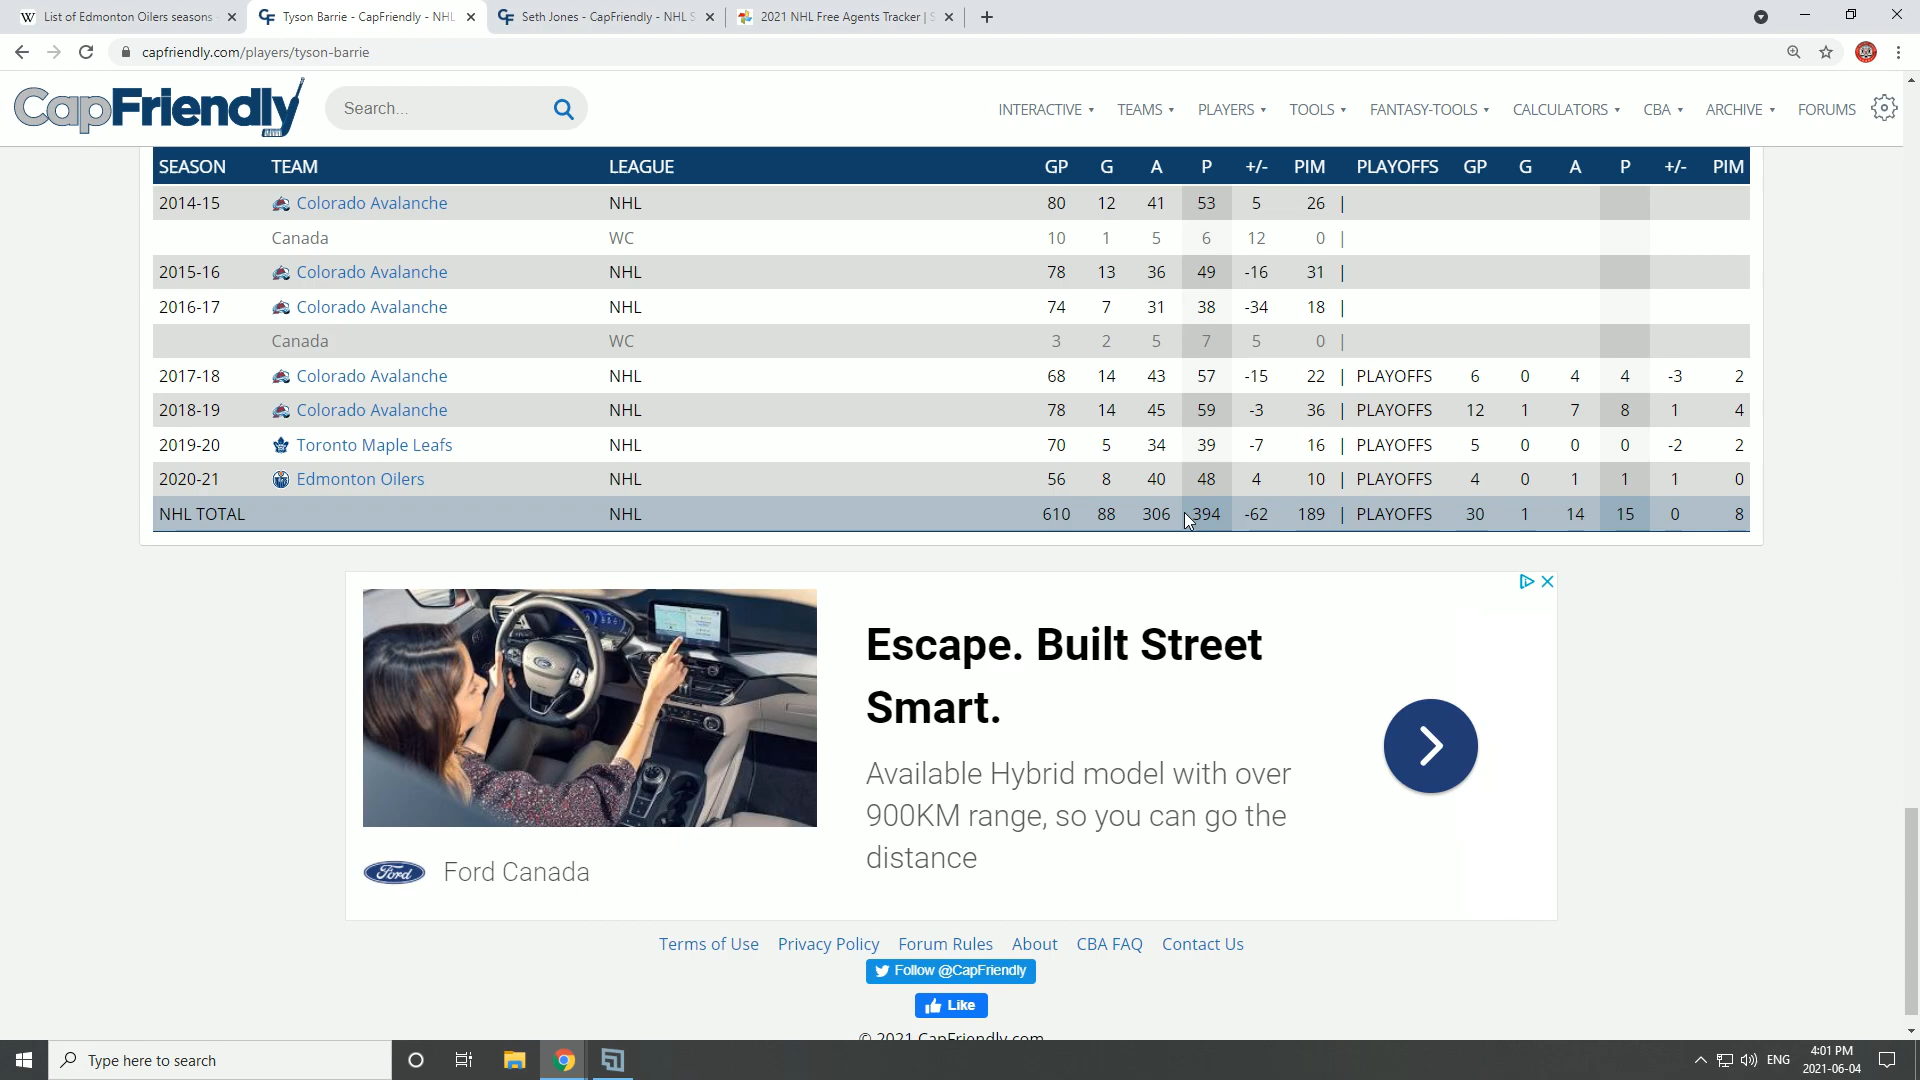 List of Edmonton Oilers seasons
Tyson Barrie - CapFriendly - NHL
Seth Jones - CapFriendly - NHL S
2021 NHL Free Agents Tracker | S
capfriendly.com/players/tyson-barrie
CapFriendly
Search...
INTERACTIVE TEAMS PLAYERS TOOLS FANTASY-TOOLS CALCULATORS CBA ARCHIVE FORUMS
SEASON TEAM LEAGUE GP G A P +/- PIM PLAYOFFS GP G A P +/- PIM
2014-15 Colorado Avalanche NHL 80 12 41 53 5 26 |
Canada WC 10 1 5 6 12 0 |
2015-16 Colorado Avalanche NHL 78 13 36 49 -16 31 |
2016-17 Colorado Avalanche NHL 74 7 31 38 -34 18 |
Canada WC 3 2 5 7 5 0 |
2017-18 Colorado Avalanche NHL 68 14 43 57 -15 22 | PLAYOFFS 6 0 4 4 -3 2
2018-19 Colorado Avalanche NHL 78 14 45 59 -3 36 | PLAYOFFS 12 1 7 8 1 4
2019-20 Toronto Maple Leafs NHL 70 5 34 39 -7 16 | PLAYOFFS 5 0 0 0 -2 2
2020-21 Edmonton Oilers NHL 56 8 40 48 4 10 | PLAYOFFS 4 0 1 1 1 0
NHL TOTAL NHL 610 88 306 394 -62 189 | PLAYOFFS 30 1 14 15 0 8
Escape. Built Street
Smart.
Available Hybrid model with over
900KM range, so you can go the
distance
Ford
Ford Canada
Terms of Use Privacy Policy Forum Rules About CBA FAQ Contact Us
Follow @CapFriendly
Like
© 2021 CapFriendly.com
Type here to search
ENG
4:01 PM
2021-06-04